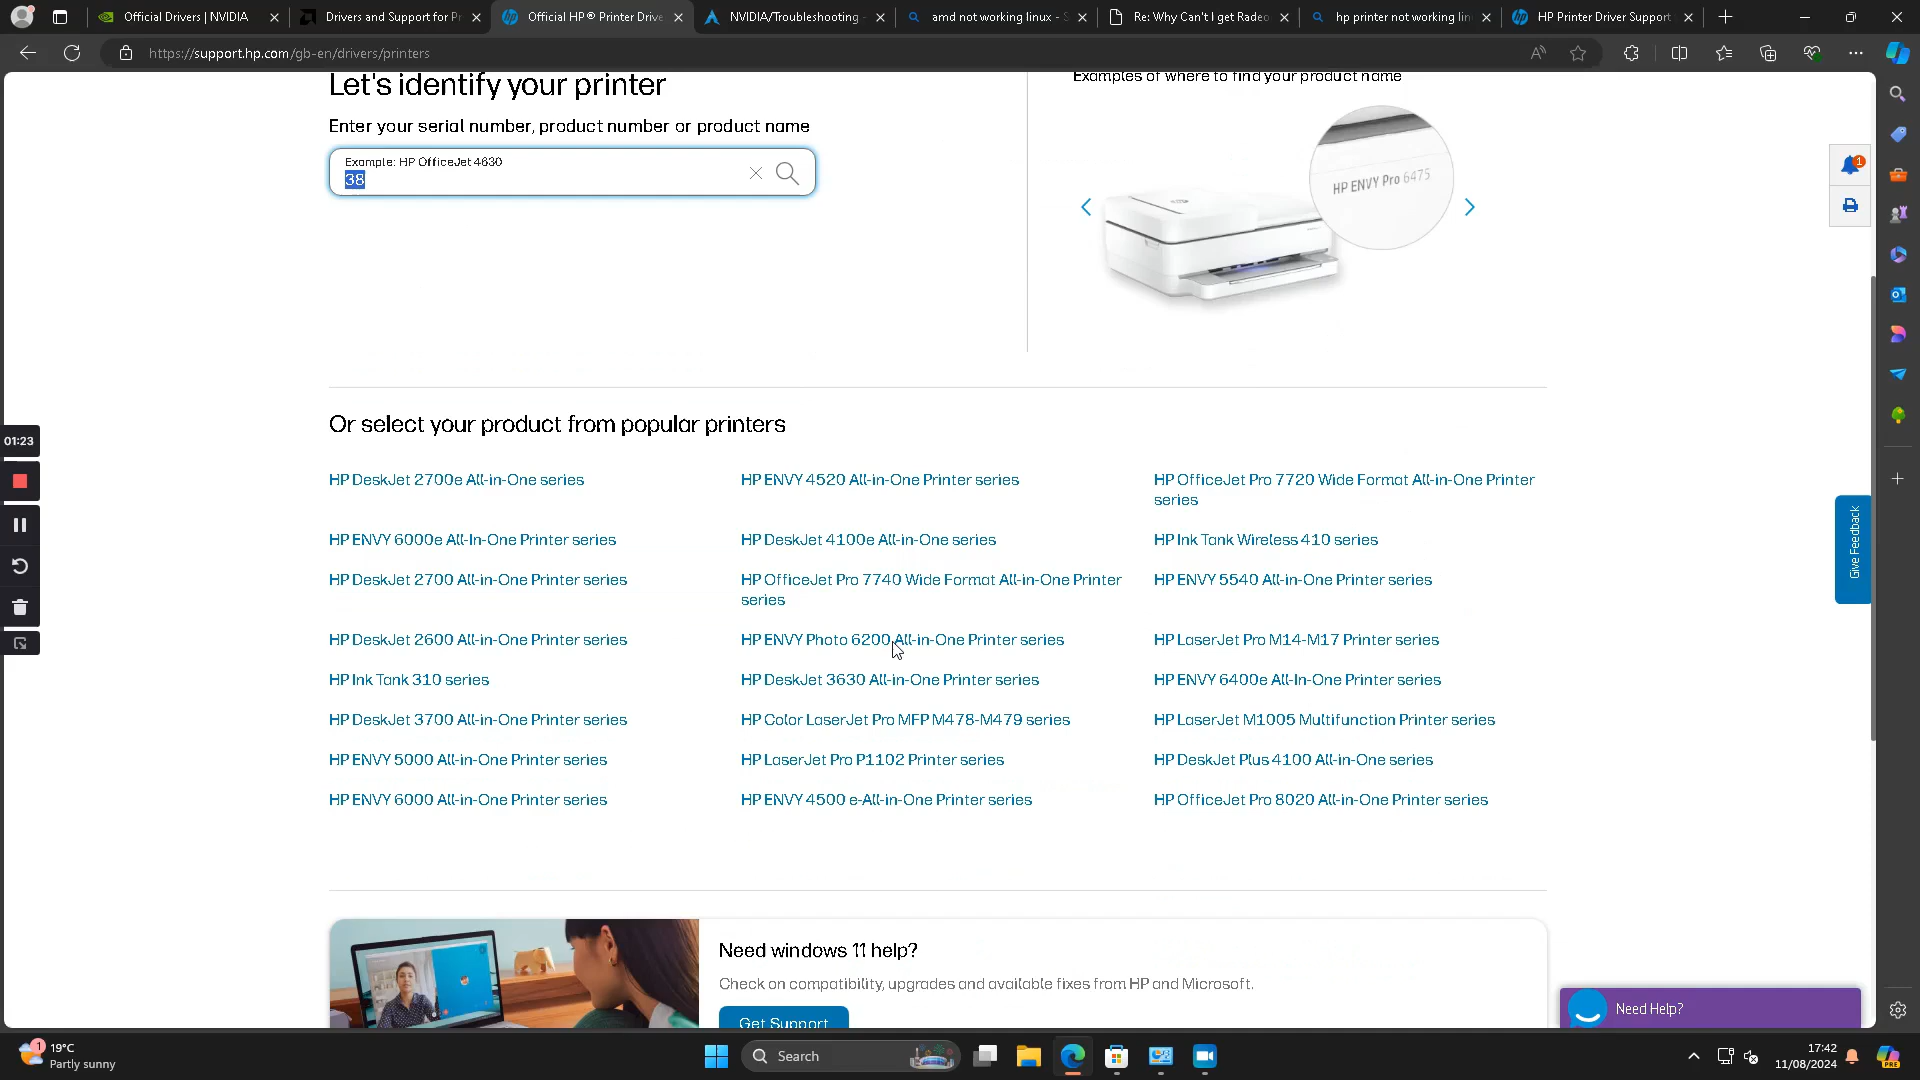 Official Drivers | NVIDIA
Drivers and Support for Pr
Official HP® Printer Drive
NVIDIA/Troubleshooting -
amd not working linux - S
Re: Why Can't I get Radeo
hp printer not working lin
HP Printer Driver Support
https://support.hp.com/gb-en/drivers/printers
Let's identify your printer
Enter your serial number, product number or product name
Example: HP OfficeJet 4630
38
Examples of where to find your product name
HP ENVY Pro 6475
1
01:23
Or select your product from popular printers
HP DeskJet 2700e All-in-One series
HP ENVY 4520 All-in-One Printer series
HP OfficeJet Pro 7720 Wide Format All-in-One Printer
series
HP ENVY 6000e All-In-One Printer series
HP DeskJet 4100e All-in-One series
HP Ink Tank Wireless 410 series
HP DeskJet 2700 All-in-One Printer series
HP OfficeJet Pro 7740 Wide Format All-in-One Printer
series
HP ENVY 5540 All-in-One Printer series
HP DeskJet 2600 All-in-One Printer series
HP ENVY Photo 6200 All-in-One Printer series
HP LaserJet Pro M14-M17 Printer series
HP Ink Tank 310 series
HP DeskJet 3630 All-in-One Printer series
HP ENVY 6400e All-In-One Printer series
HP DeskJet 3700 All-in-One Printer series
HP Color LaserJet Pro MFP M478-M479 series
HP LaserJet M1005 Multifunction Printer series
HP ENVY 5000 All-in-One Printer series
HP LaserJet Pro P1102 Printer series
HP DeskJet Plus 4100 All-in-One series
HP ENVY 6000 All-in-One Printer series
HP ENVY 4500 e-All-in-One Printer series
HP OfficeJet Pro 8020 All-in-One Printer series
Give Feedback
Need windows 11 help?
Check on compatibility, upgrades and available fixes from HP and Microsoft.
Get Support
Need Help?
1
19°C
Partly sunny
Search
17:42
11/08/2024
PRE